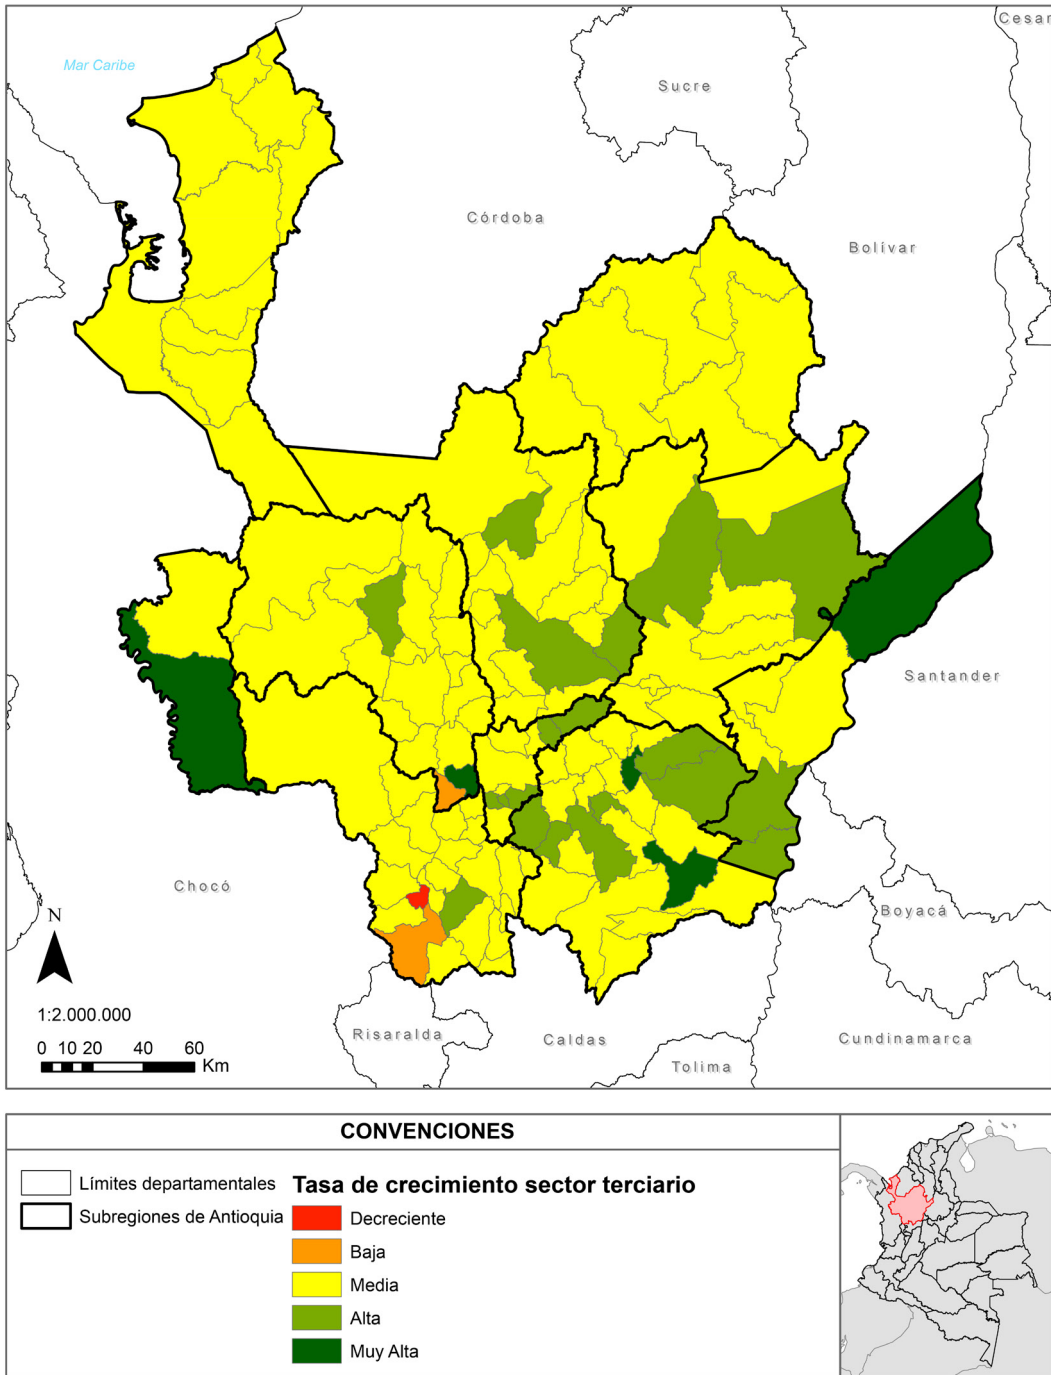 Cesar
Mar Caribe
Sucre
Córdoba
Bolívar
Santander
Chocó
Boyacá
N
1:2.000.000
Risaralda
Caldas
Cundinamarca
Tolima
0 10 20 40 60
Km
CONVENCIONES
Límites departamentales
Subregiones de Antioquia
Tasa de crecimiento sector terciario
Decreciente
Baja
Media
Alta
Muy Alta